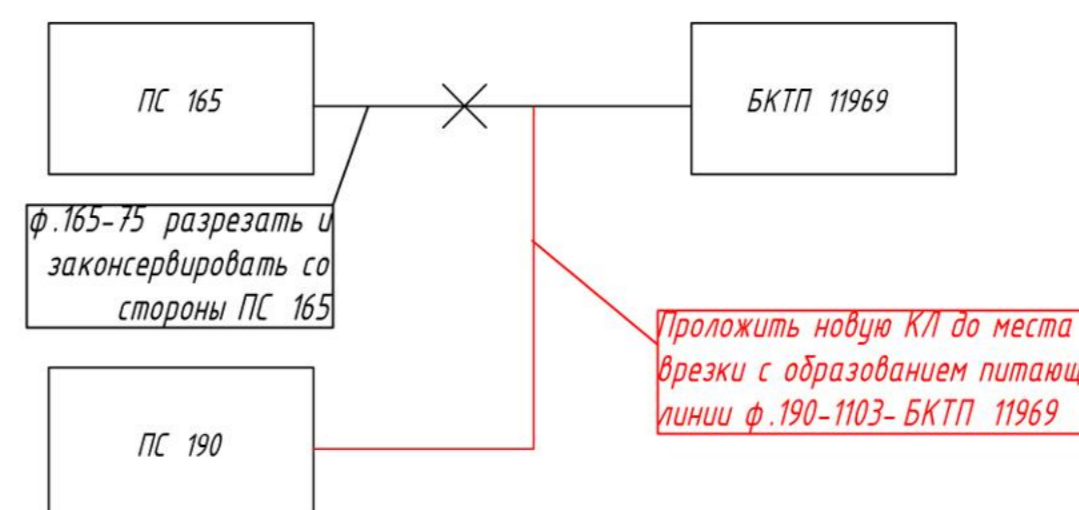 ПС 165
БКТП 11969
ф.165-75 разрезать и
законсервировать со
стороны ПС 165
Проложить новую КЛ до места
врезки с образованием питающ
линии ф.190-1103- БКТП 11969
ПС 190